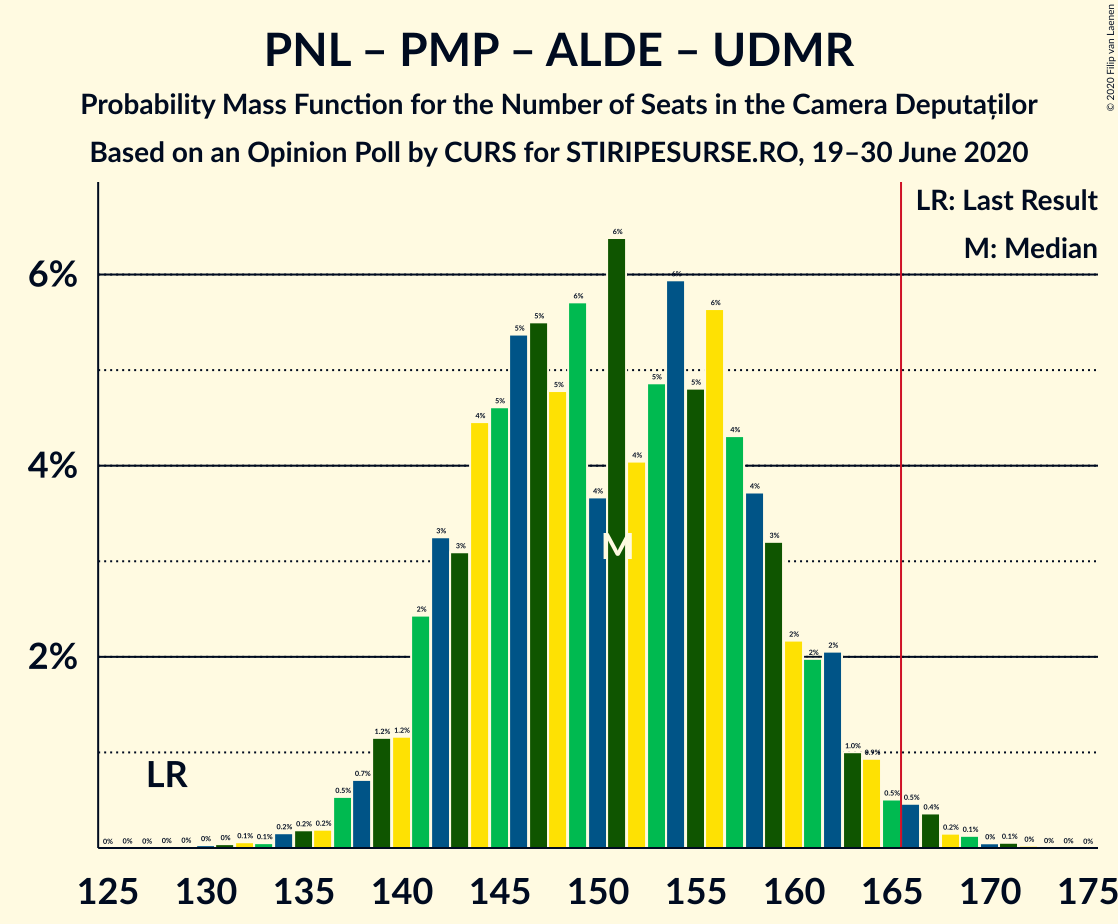 PNL – PMP – ALDE – UDMR
Probability Mass Function for the Number of Seats in the Camera Deputaților
Based on an Opinion Poll by CURS for STIRIPESURSE.RO, 19–30 June 2020
© 2020 Filip van Laenen
LR: Last Result
M: Median
6%
4%
2%
LR
M
0% 0% 0% 0% 0% 0% 0% 0.1% 0.1% 0.2% 0.2% 0.2% 0.5% 0.7% 1.2% 1.2% 2% 3% 3% 4% 5% 5% 5% 5% 6% 4% 6% 4% 5% 6% 5% 6% 4% 4% 3% 2% 2% 2% 1.0% 0.9% 0.5% 0.5% 0.4% 0.2% 0.1% 0% 0.1% 0% 0% 0% 0%
125 130 135 140 145 150 155 160 165 170 175